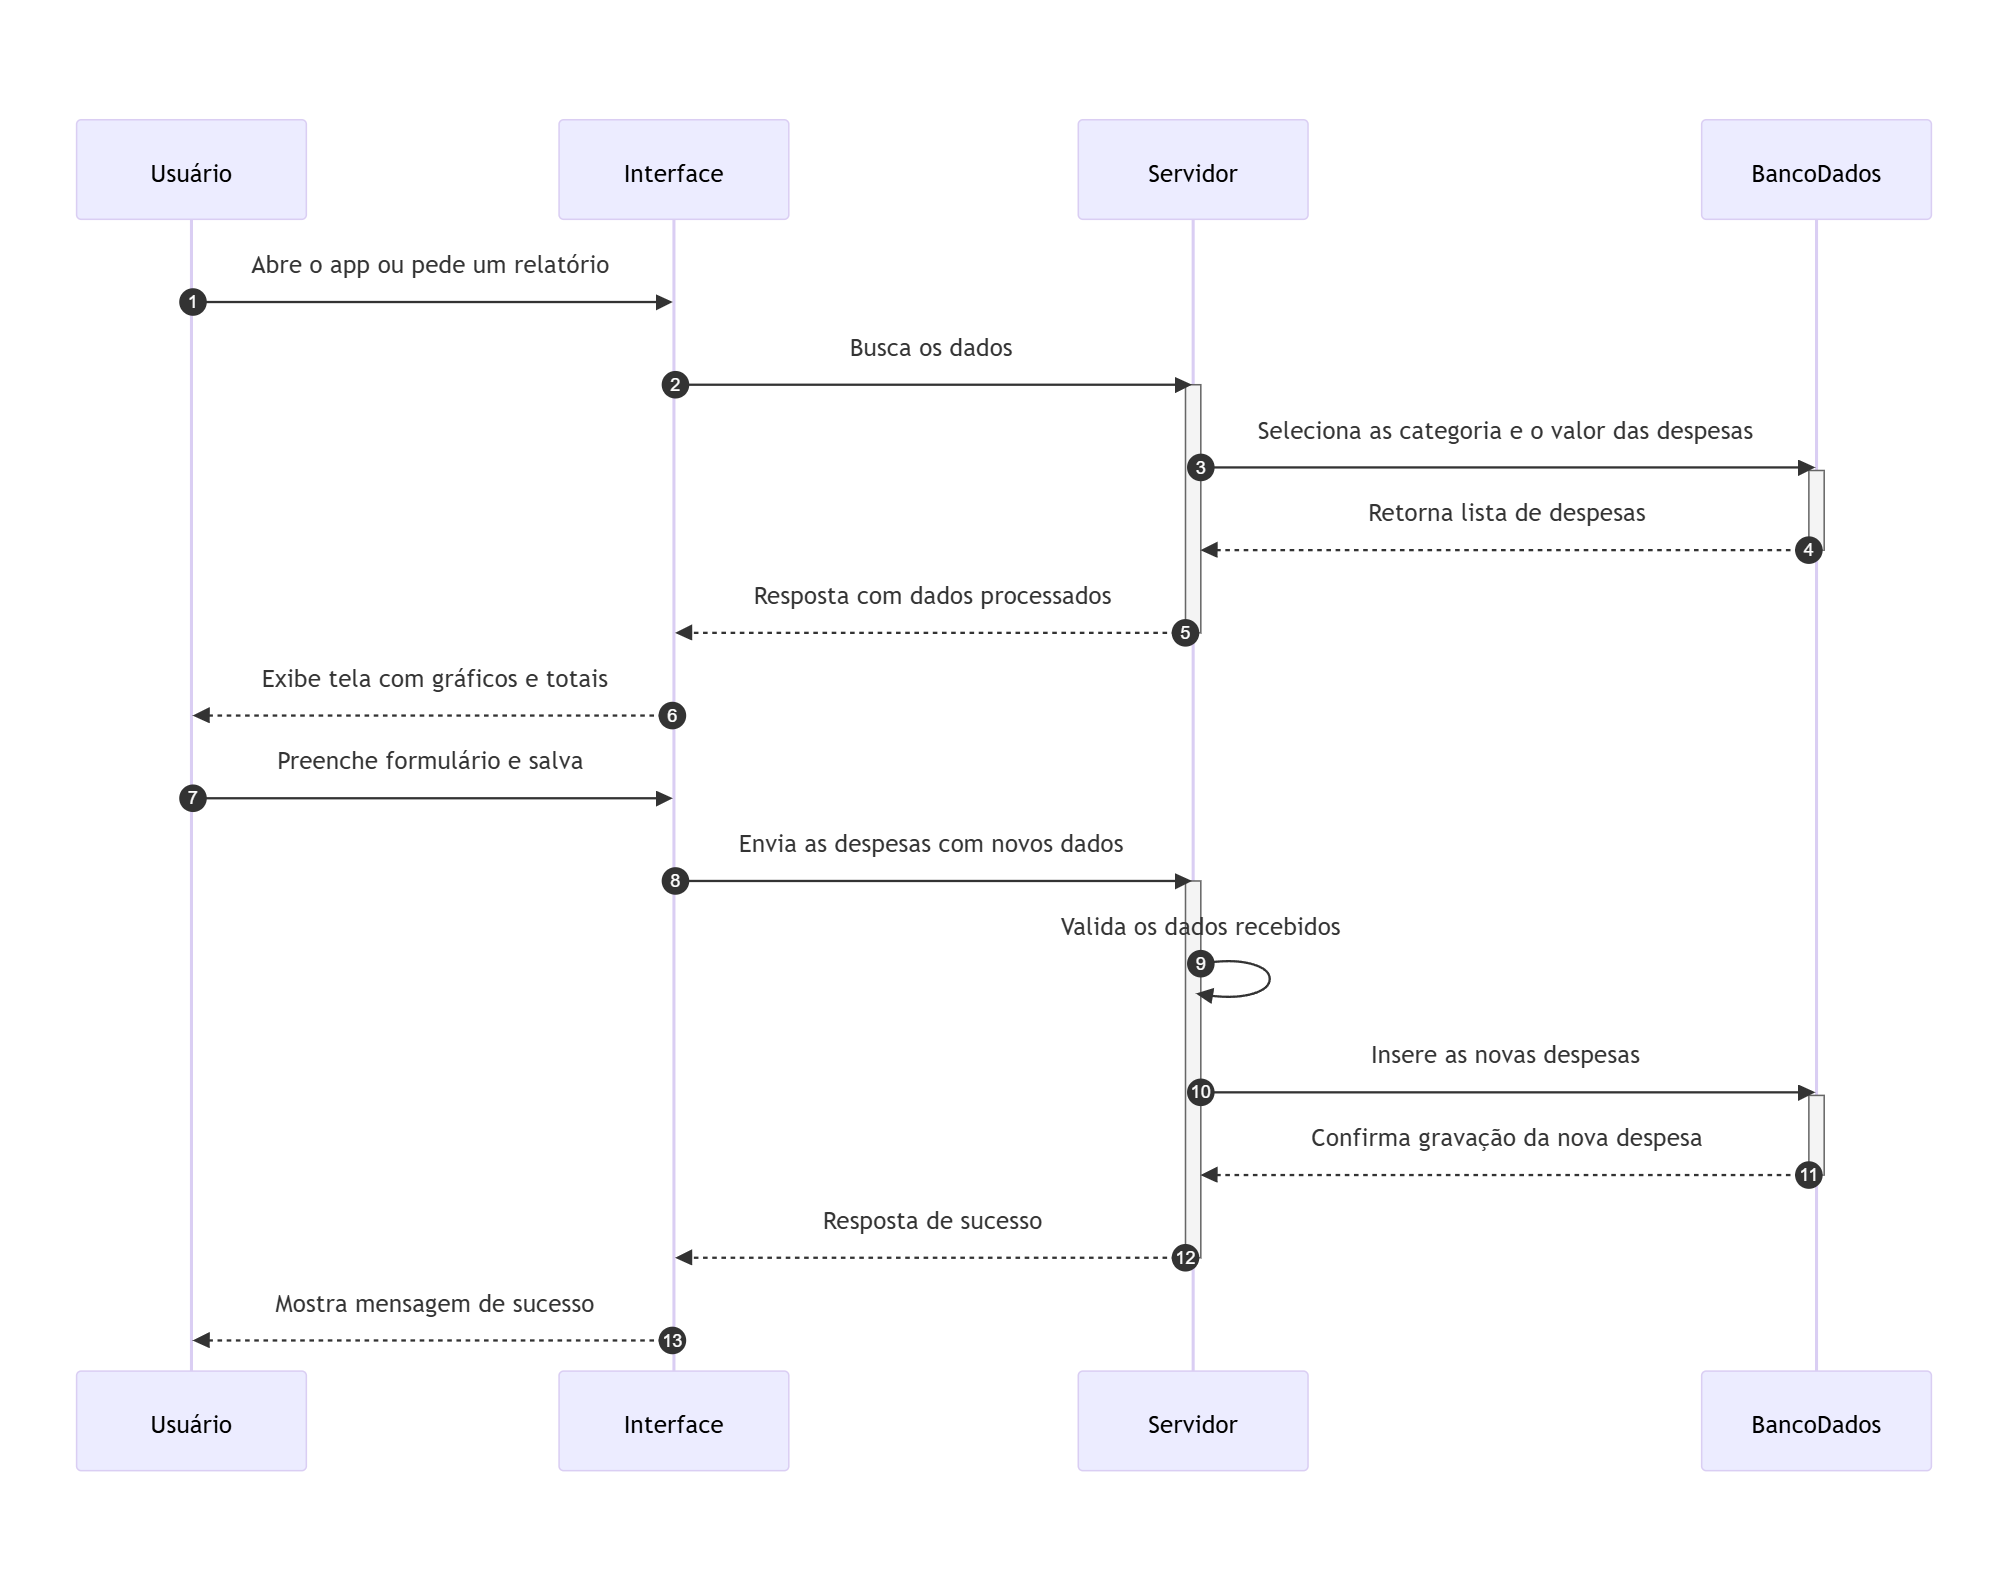 Usuário
Interface
Servidor
BancoDados
Abre o app ou pede um relatório
1
Busca os dados
2
Seleciona as categoria e o valor das despesas
3
Retorna lista de despesas
4
Resposta com dados processados
5
Exibe tela com gráficos e totais
6
Preenche formulário e salva
7
Envia as despesas com novos dados
8
Valida os dados recebidos
9
Insere as novas despesas
10
Confirma gravação da nova despesa
11
Resposta de sucesso
12
Mostra mensagem de sucesso
13
Usuário
Interface
Servidor
BancoDados